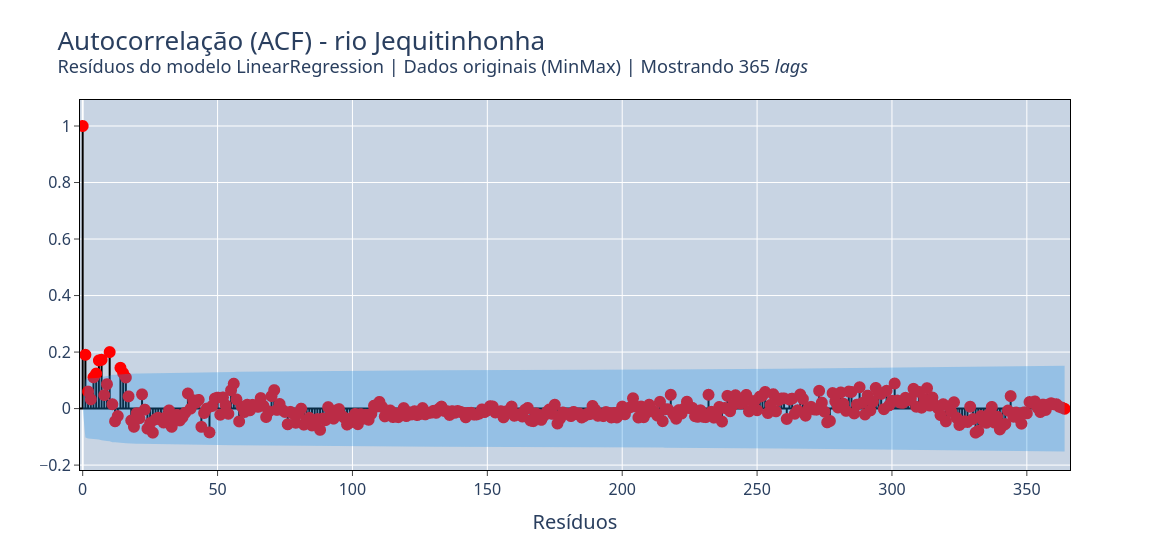 Autocorrelação (ACF) - rio Jequitinhonha
Resíduos do modelo LinearRegression | Dados originais (MinMax) | Mostrando 365 lags
1
0.8
0.6
0.4
0.2
0
−0.2
0 50 100 150 200 250 300 350
Resíduos